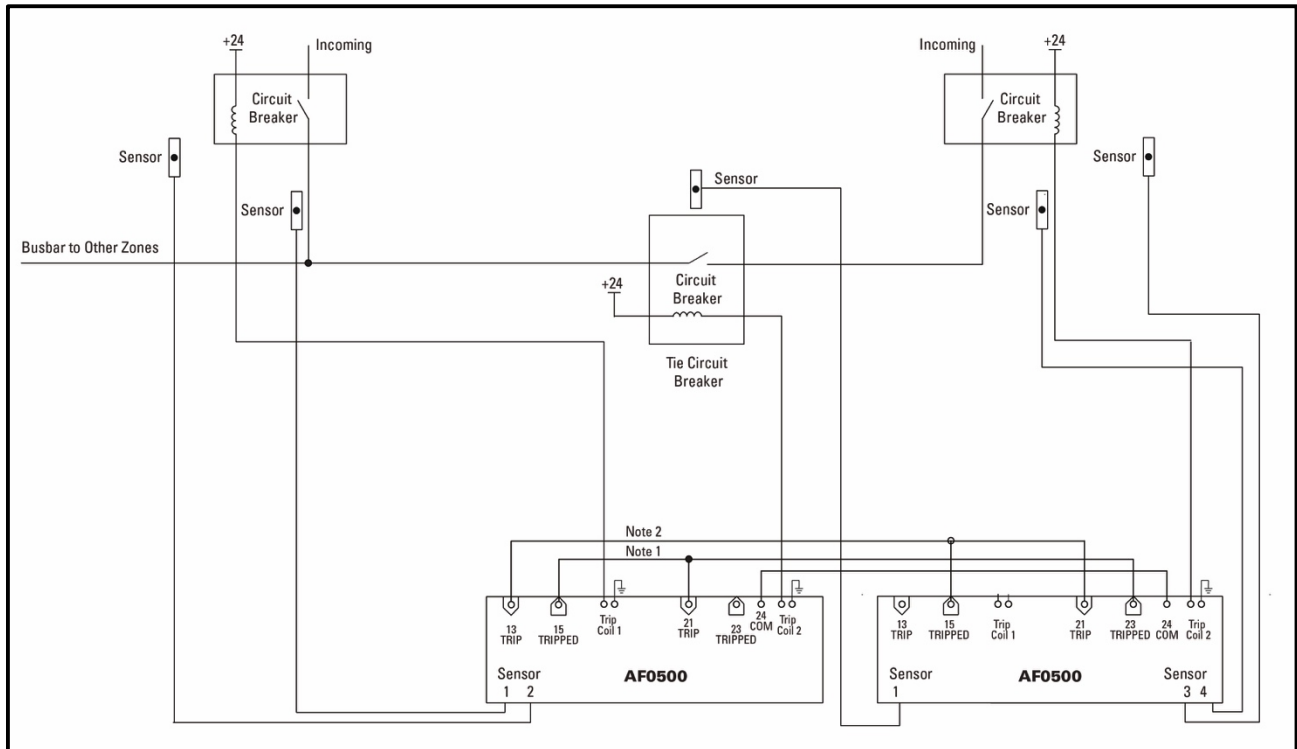 +24
Incoming
Incoming
+24
Circuit
Breaker
Circuit
Breaker
Sensor
Sensor
Sensor
Sensor
Sensor
Busbar to Other Zones
Circuit
Breaker
+24
Tie Circuit
Breaker
Note 2
Note 1
13
TRIP
15
TRIPPED
Trip
Coil 1
21
TRIP
23
TRIPPED
24
COM
Trip
Coil 2
13
TRIP
15
TRIPPED
Trip
Coil 1
21
TRIP
23
TRIPPED
24
COM
Trip
Coil 2
Sensor
1 2
AF0500
Sensor
1
AF0500
Sensor
3 4